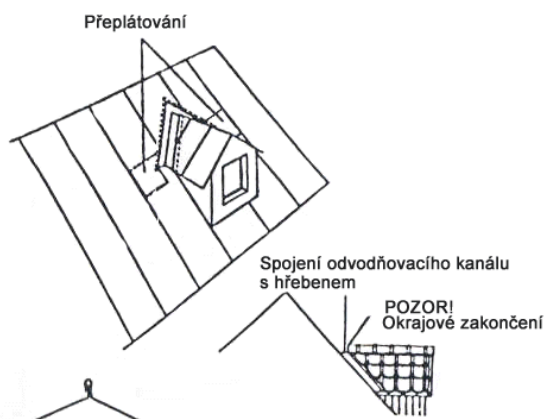 Přeplátování
Spojení odvodňovacího kanálu
s hřebenem
POZOR!
Okrajové zakončení